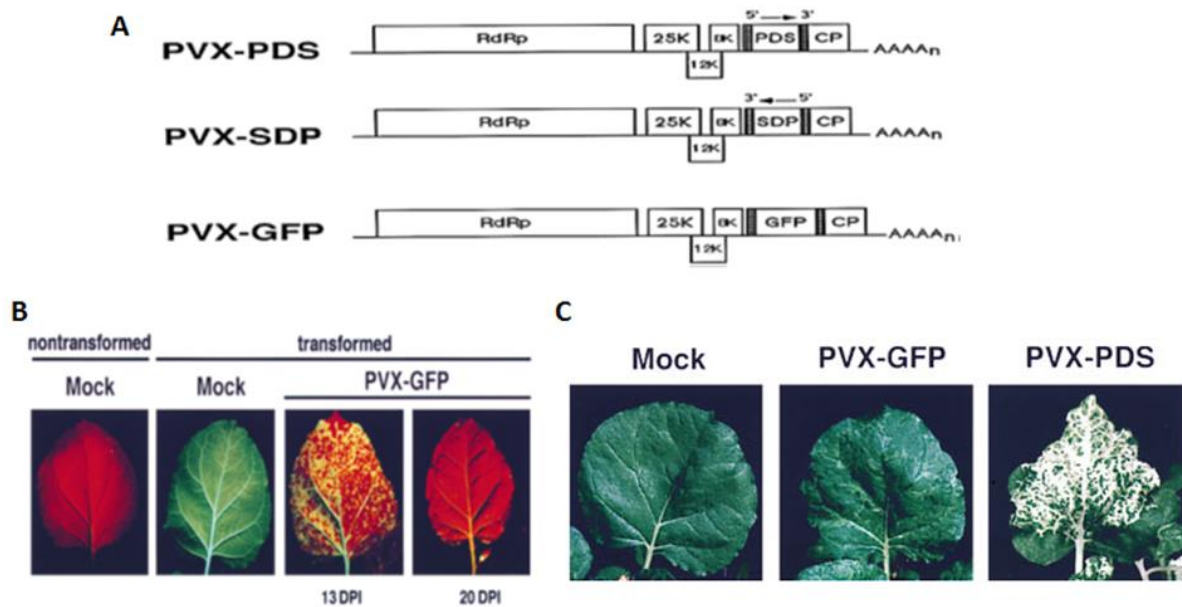 A
PVX-PDS
RdRp
25K
12K
8K
5' 3'
PDS
CP
AAAAn
PVX-SDP
RdRp
25K
12K
8K
3' 5'
SDP
CP
AAAAn
PVX-GFP
RdRp
25K
12K
8K
GFP
CP
AAAAn
B
nontransformed transformed
Mock Mock PVX-GFP
13 DPI 20 DPI
C
Mock PVX-GFP PVX-PDS